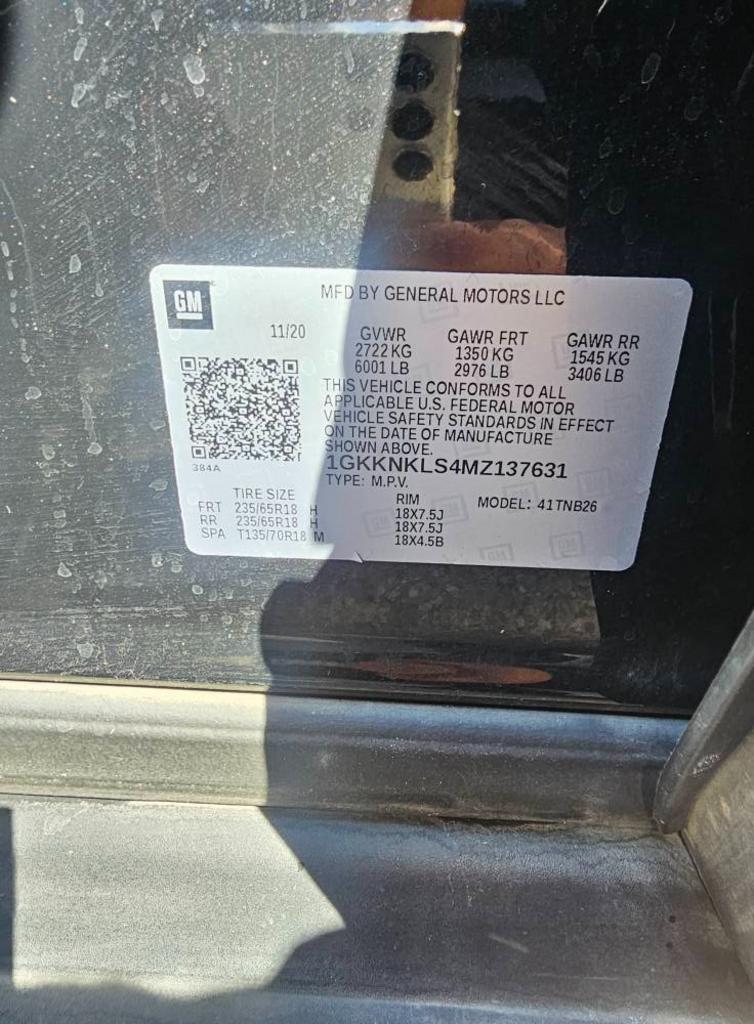 GM
MFD BY GENERAL MOTORS LLC
11/20
GVWR GAWR FRT GAWR RR
2722 KG 1350 KG 1545 KG
6001 LB 2976 LB 3406 LB
THIS VEHICLE CONFORMS TO ALL
APPLICABLE U.S. FEDERAL MOTOR
VEHICLE SAFETY STANDARDS IN EFFECT
ON THE DATE OF MANUFACTURE
SHOWN ABOVE.
384A
1GKKNKLS4MZ137631
TYPE: M.P.V.
TIRE SIZE RIM MODEL: 41TNB26
FRT 235/65R18 H 18X7.5J
RR 235/65R18 H 18X7.5J
SPA T135/70R18 M 18X4.5B